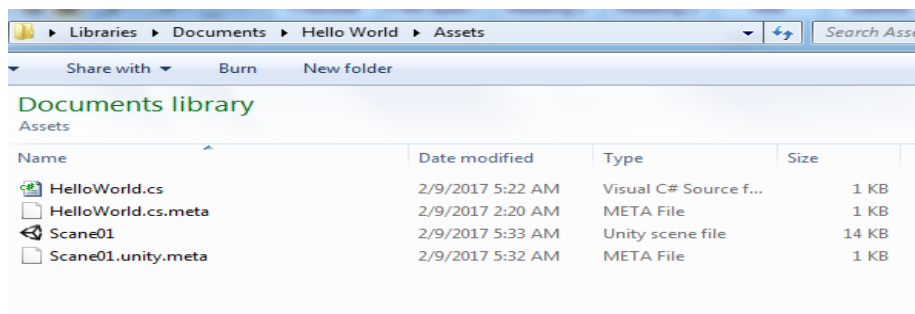 Libraries Documents Hello World Assets Search Asse
Share with Burn New folder
Documents library
Assets
Name Date modified Type Size
HelloWorld.cs 2/9/2017 5:22 AM Visual C# Source f... 1 KB
HelloWorld.cs.meta 2/9/2017 2:20 AM META File 1 KB
Scane01 2/9/2017 5:33 AM Unity scene file 14 KB
Scane01.unity.meta 2/9/2017 5:32 AM META File 1 KB